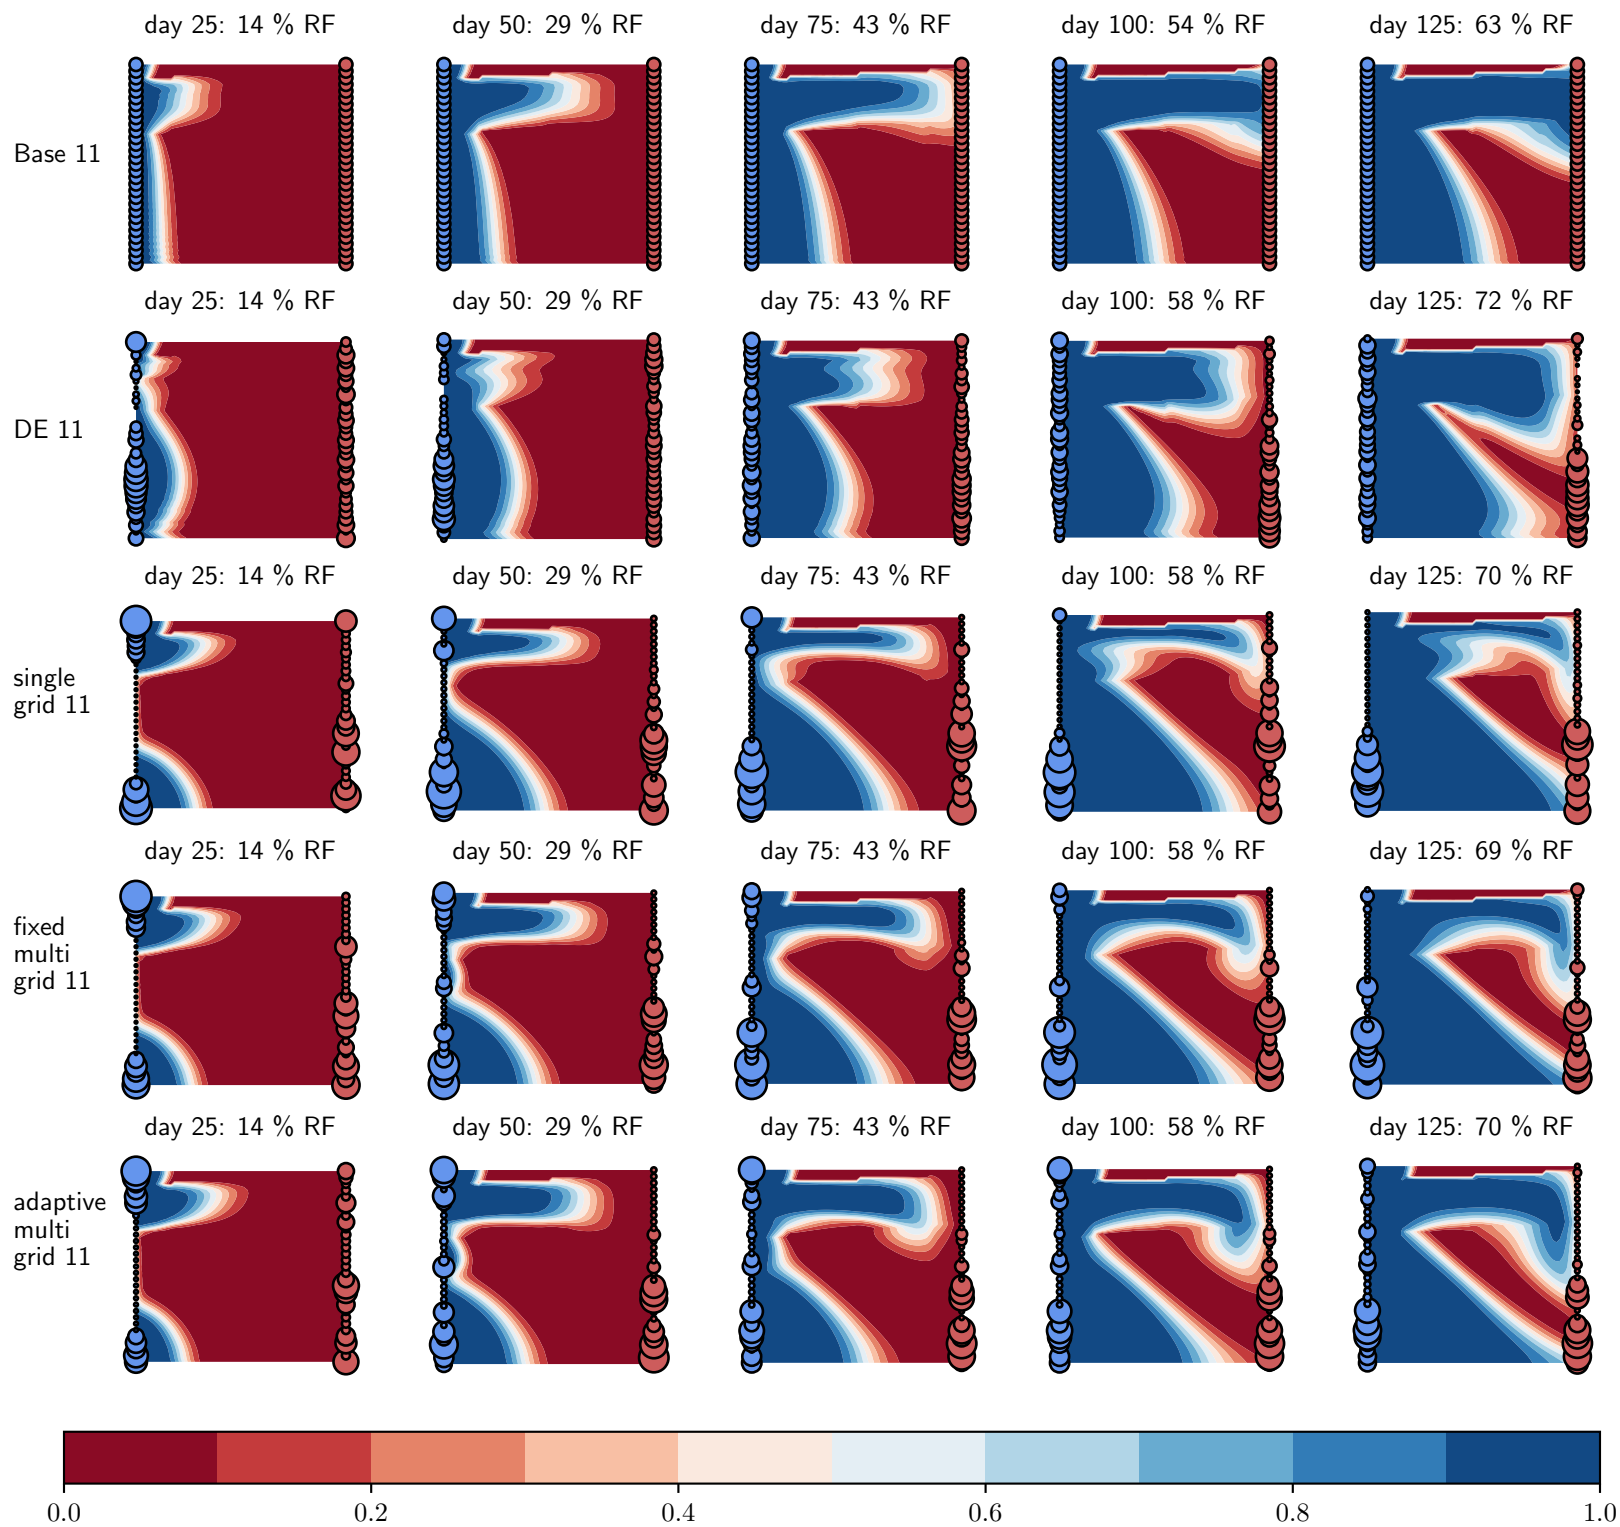 day 25: 14 % RF
day 50: 29 % RF
day 75: 43 % RF
day 100: 54 % RF
day 125: 63 % RF
Base 11
day 25: 14 % RF
day 50: 29 % RF
day 75: 43 % RF
day 100: 58 % RF
day 125: 72 % RF
DE 11
day 25: 14 % RF
day 50: 29 % RF
day 75: 43 % RF
day 100: 58 % RF
day 125: 70 % RF
single
grid 11
day 25: 14 % RF
day 50: 29 % RF
day 75: 43 % RF
day 100: 58 % RF
day 125: 69 % RF
fixed
multi
grid 11
day 25: 14 % RF
day 50: 29 % RF
day 75: 43 % RF
day 100: 58 % RF
day 125: 70 % RF
adaptive
multi
grid 11
0.0
0.2
0.4
0.6
0.8
1.0